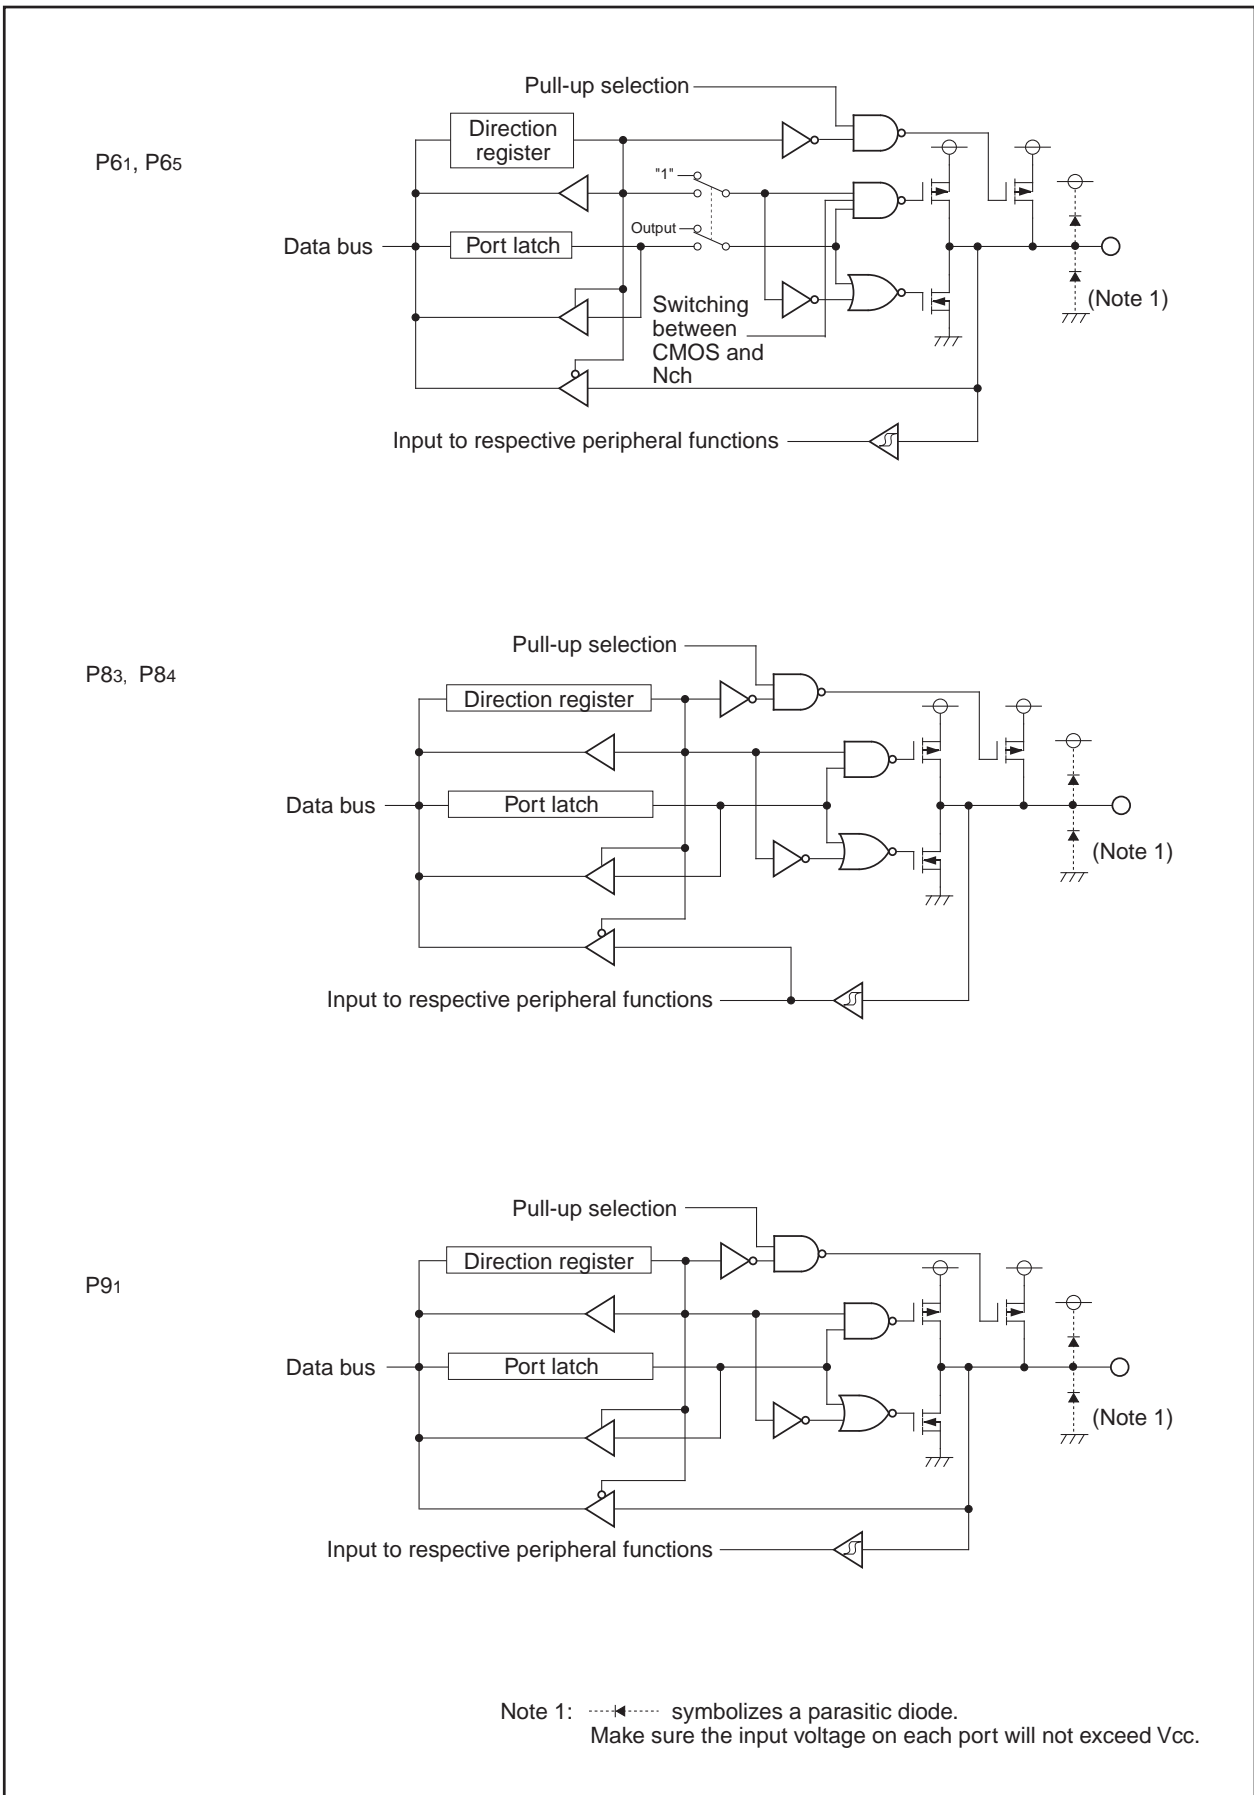 Pull-up selection
Direction
register
P61, P65
"1"
Output
Data bus
Port latch
Switching
between
CMOS and
Nch
(Note 1)
Input to respective peripheral functions
Pull-up selection
P83, P84
Direction register
Data bus
Port latch
(Note 1)
Input to respective peripheral functions
Pull-up selection
Direction register
P91
Data bus
Port latch
(Note 1)
Input to respective peripheral functions
Note 1: symbolizes a parasitic diode.
Make sure the input voltage on each port will not exceed Vcc.